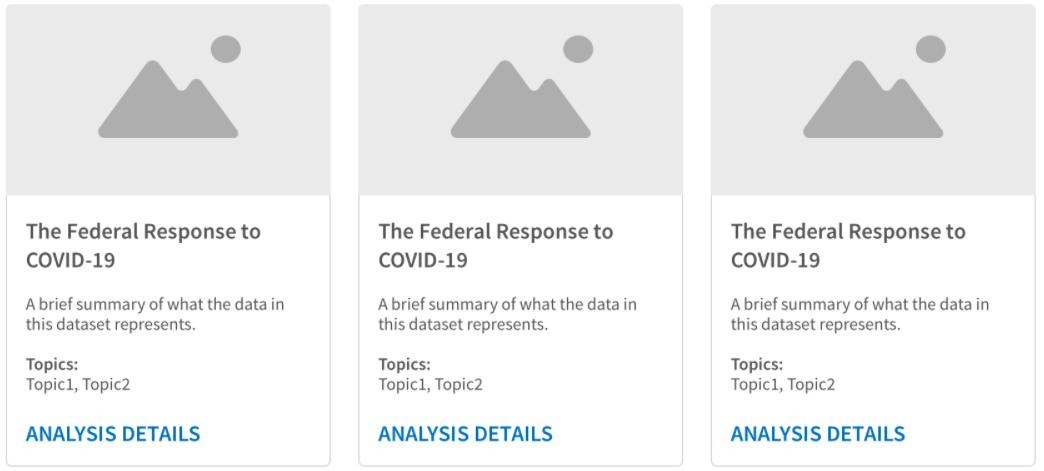 The Federal Response to
COVID-19
A brief summary of what the data in
this dataset represents.
Topics:
Topic1, Topic2
ANALYSIS DETAILS
The Federal Response to
COVID-19
A brief summary of what the data in
this dataset represents.
Topics:
Topic1, Topic2
ANALYSIS DETAILS
The Federal Response to
COVID-19
A brief summary of what the data in
this dataset represents.
Topics:
Topic1, Topic2
ANALYSIS DETAILS